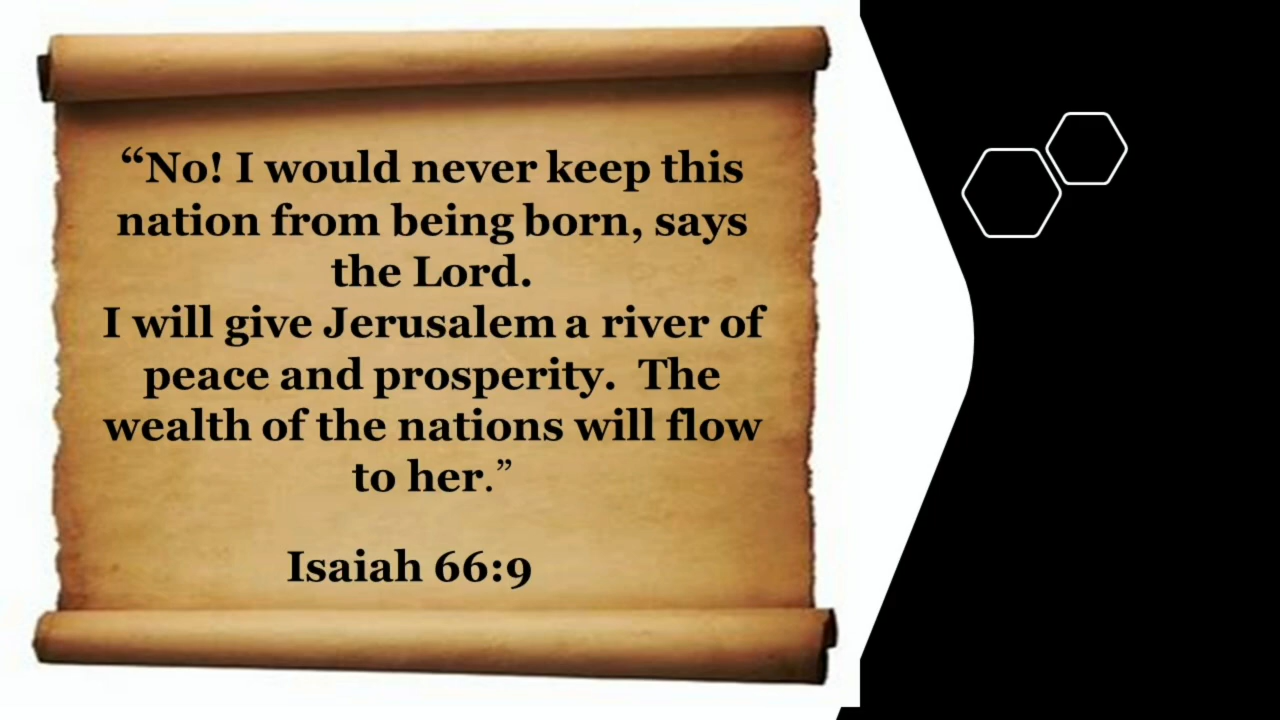 “No! I would never keep this
nation from being born, says
the Lord.
I will give Jerusalem a river of
peace and prosperity.  The
wealth of the nations will flow
to her.”
Isaiah 66:9